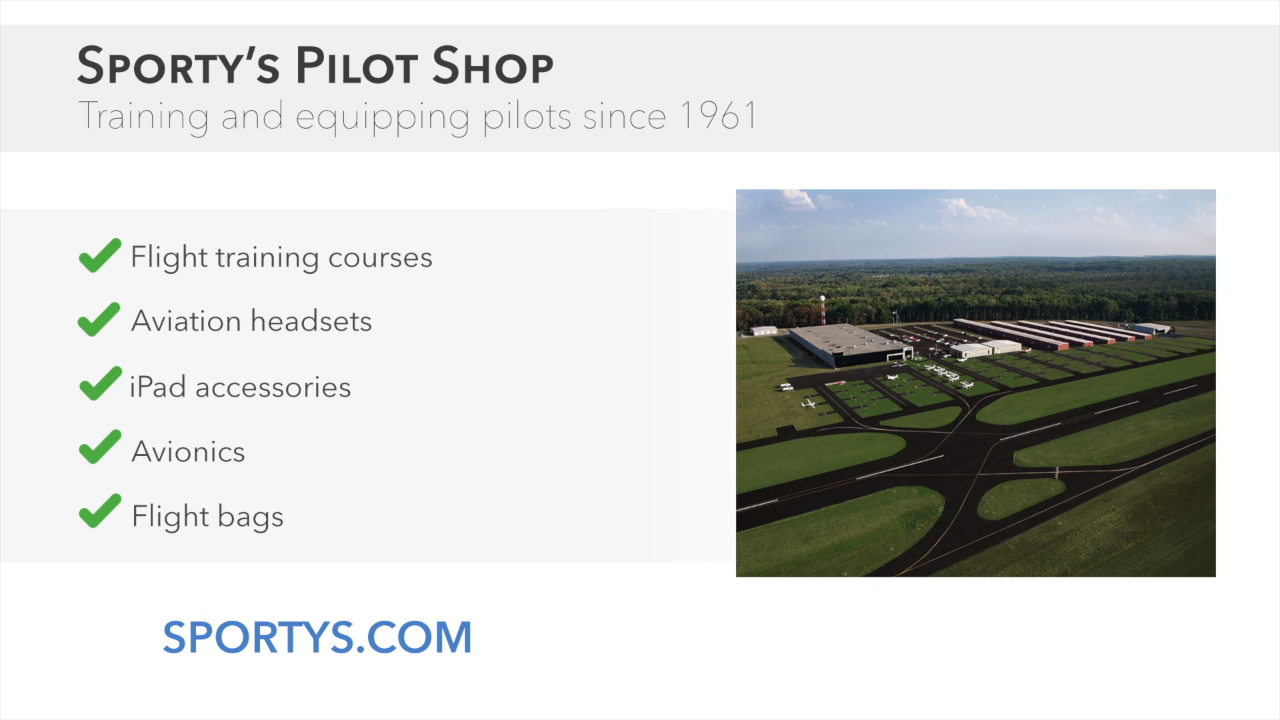 Sporty's Pilot Shop
Training and equipping pilots since 1961
Flight training courses
Aviation headsets
iPad accessories
Avionics
Flight bags
SPORTYS.COM